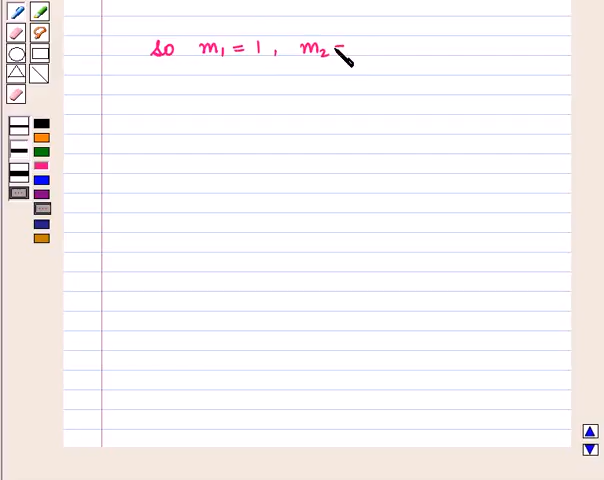 so m₁ = 1, m₂ -